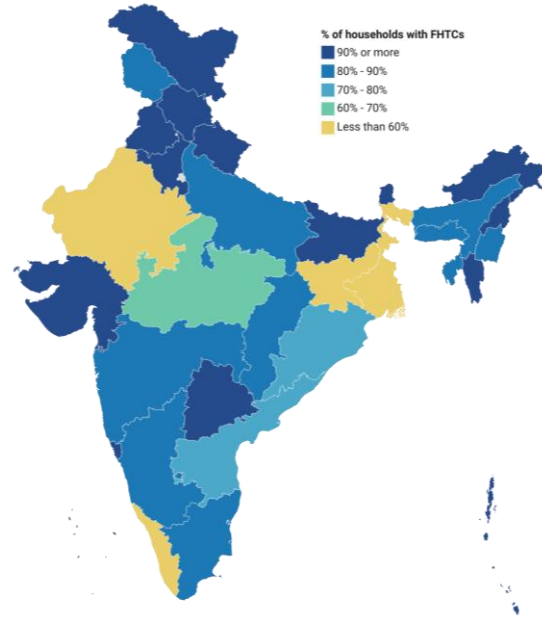 % of households with FHTCs
90% or more
80% - 90%
70% - 80%
60% - 70%
Less than 60%